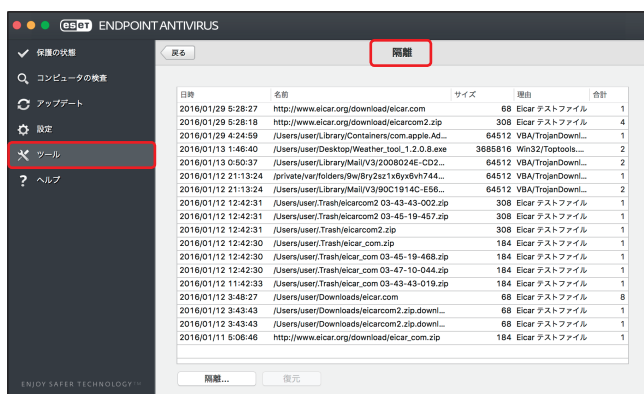 eset ENDPOINT ANTIVIRUS
保護の状態
コンピュータの検査
アップデート
設定
ツール
ヘルプ
ENJOY SAFER TECHNOLOGY™
戻る
隔離
日時 名前 サイズ 理由 合計
2016/01/29 5:28:27 http://www.eicar.org/download/eicar.com 68 Eicar テストファイル 1
2016/01/29 5:28:18 http://www.eicar.org/download/eicarcom2.zip 308 Eicar テストファイル 4
2016/01/29 4:24:59 /Users/user/Library/Containers/com.apple.Ad... 64512 VBA/TrojanDownl... 1
2016/01/13 1:46:40 /Users/user/Desktop/Weather_tool_1.2.0.8.exe 3685816 Win32/Toptools.... 2
2016/01/13 0:50:37 /Users/user/Library/Mail/V3/2008024E-CD2... 64512 VBA/TrojanDownl... 2
2016/01/12 21:13:24 /private/var/folders/9w/8ry2sz1x6yx6vh744... 64512 VBA/TrojanDownl... 1
2016/01/12 21:13:24 /Users/user/Library/Mail/V3/90C1914C-E56... 64512 VBA/TrojanDownl... 2
2016/01/12 12:42:31 /Users/user/.Trash/eicarcom2 03-43-43-002.zip 308 Eicar テストファイル 1
2016/01/12 12:42:31 /Users/user/.Trash/eicarcom2 03-45-19-457.zip 308 Eicar テストファイル 1
2016/01/12 12:42:31 /Users/user/.Trash/eicarcom2.zip 308 Eicar テストファイル 1
2016/01/12 12:42:30 /Users/user/.Trash/eicar_com.zip 184 Eicar テストファイル 1
2016/01/12 12:42:30 /Users/user/.Trash/eicar_com 03-45-19-468.zip 184 Eicar テストファイル 1
2016/01/12 12:42:30 /Users/user/.Trash/eicar_com 03-47-10-044.zip 184 Eicar テストファイル 1
2016/01/12 11:42:33 /Users/user/.Trash/eicar_com 03-43-43-019.zip 184 Eicar テストファイル 1
2016/01/12 3:48:27 /Users/user/Downloads/eicar.com 68 Eicar テストファイル 8
2016/01/12 3:43:43 /Users/user/Downloads/eicarcom2.zip.downl... 68 Eicar テストファイル 1
2016/01/12 3:43:43 /Users/user/Downloads/eicarcom2.zip.downl... 68 Eicar テストファイル 1
2016/01/11 5:06:46 http://www.eicar.org/download/eicar_com.zip 184 Eicar テストファイル 1
隔離... 復元